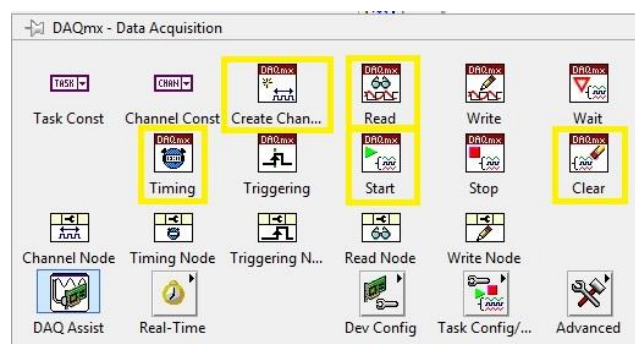 DAQmx - Data Acquisition
TASK CHAN DAQmx DAQmx DAQmx DAQmx
Task Const Channel Const Create Chan... Read Write Wait
DAQmx DAQmx DAQmx DAQmx DAQmx
Timing Triggering Start Stop Clear
Channel Node Timing Node Triggering N... Read Node Write Node
DAQ Assist Real-Time Dev Config Task Config/... Advanced